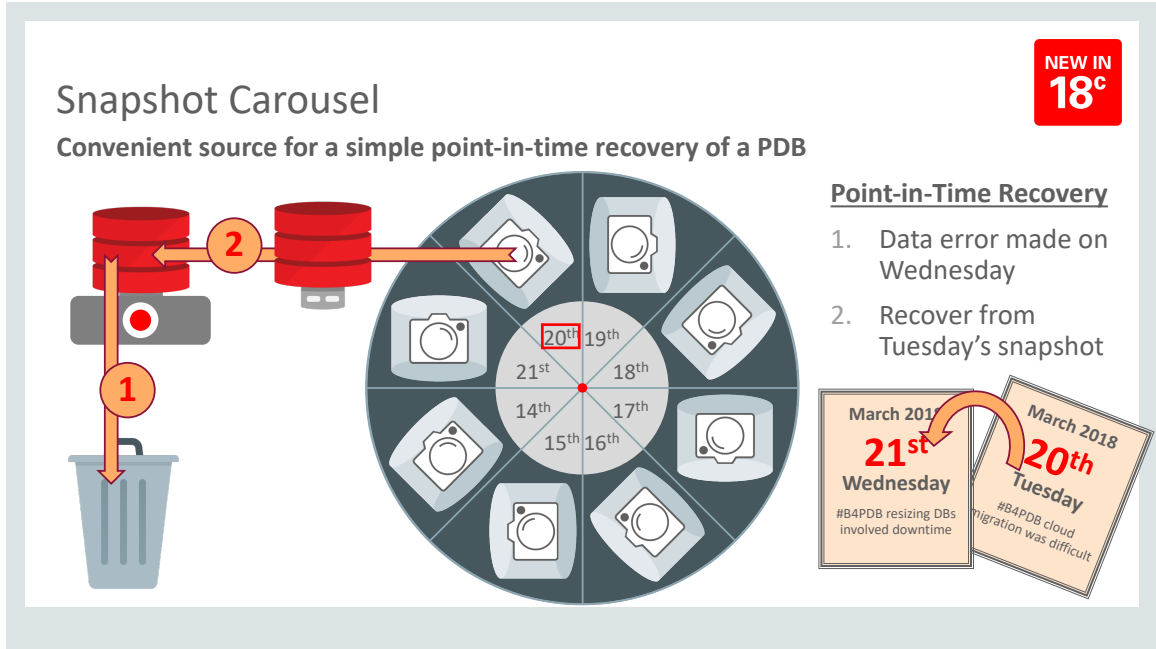 NEW IN
18c
Snapshot Carousel
Convenient source for a simple point-in-time recovery of a PDB
2
1
20th 19th
21st 18th
14th 17th
15th 16th
Point-in-Time Recovery
1. Data error made on
Wednesday
2. Recover from
Tuesday's snapshot
March 2018
21st
Wednesday
#B4PDB resizing DBs
involved downtime
March 2018
20th
Tuesday
#B4PDB cloud
migration was difficult